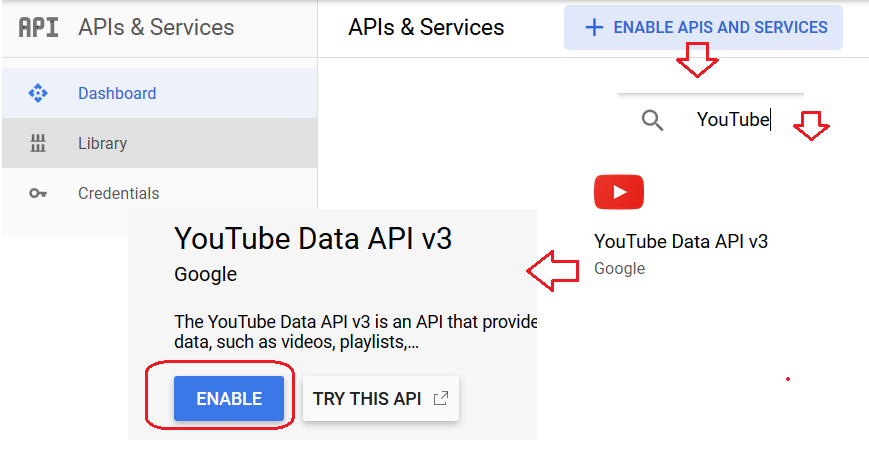 API APIs & Services
APIs & Services
+ ENABLE APIS AND SERVICES
Dashboard
Library
Credentials
YouTube
YouTube Data API v3
Google
YouTube Data API v3
Google
The YouTube Data API v3 is an API that provide
data, such as videos, playlists,...
ENABLE
TRY THIS API